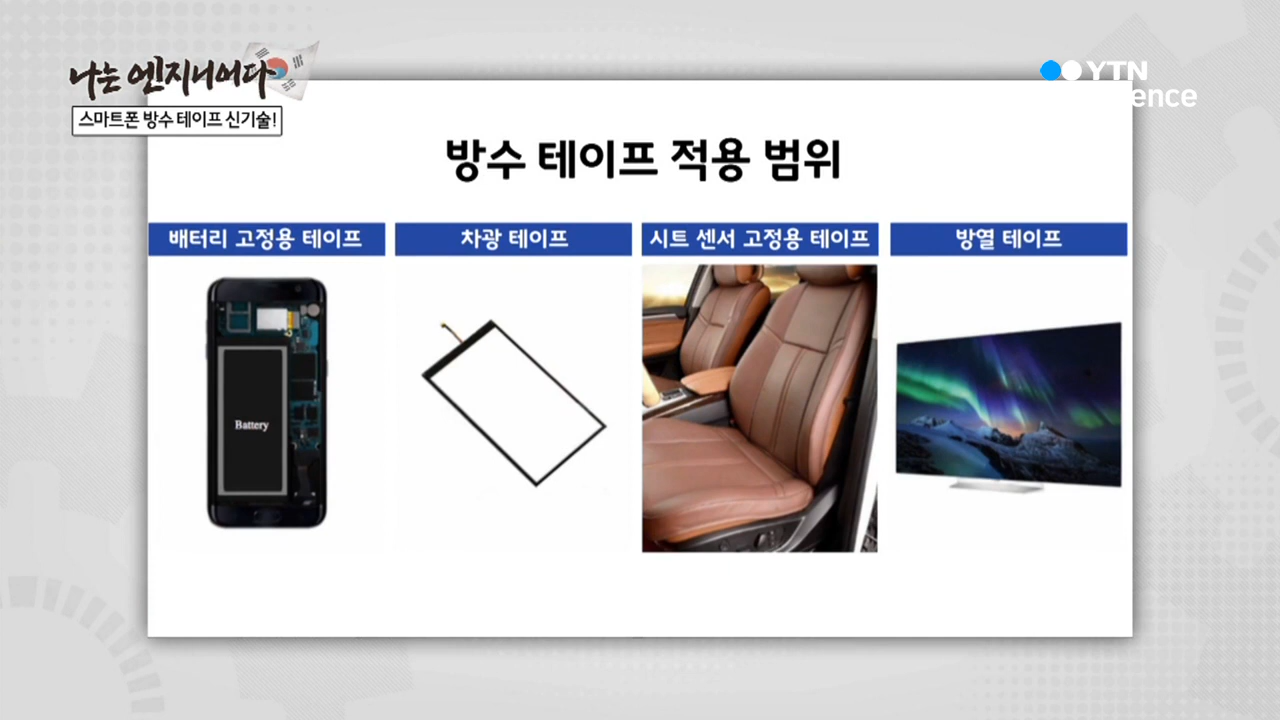 나는 엔지니어다
스마트폰 방수 테이프 신기술!
YTN
ence
방수 테이프 적용 범위
배터리 고정용 테이프
차광 테이프
시트 센서 고정용 테이프
방열 테이프
Battery